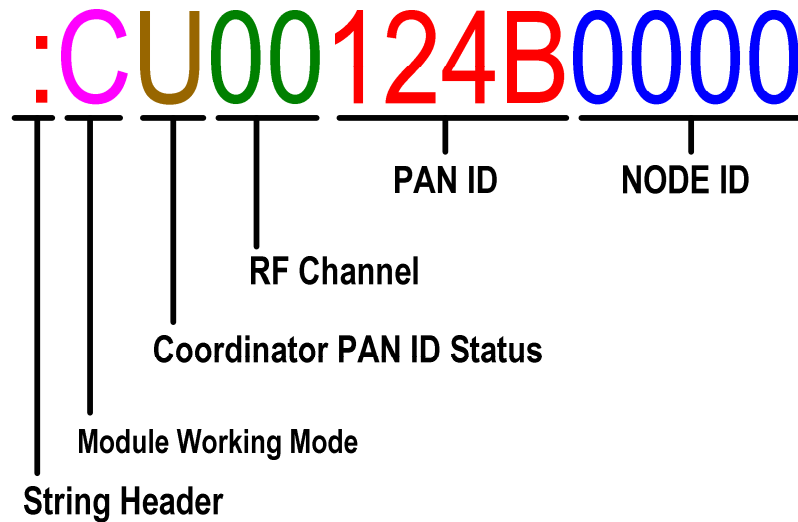 :CU00124B0000
PAN ID
NODE ID
RF Channel
Coordinator PAN ID Status
Module Working Mode
String Header